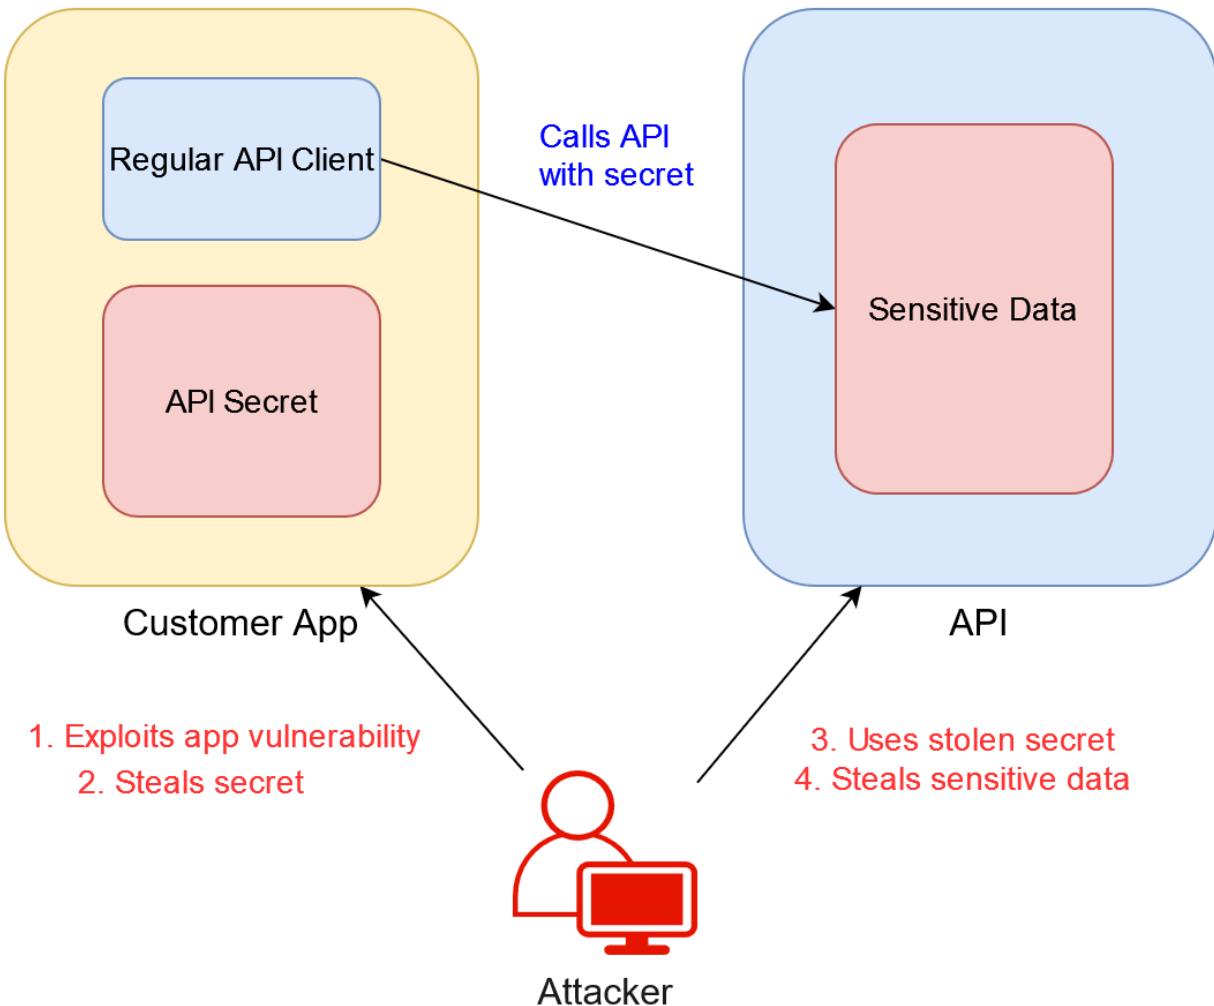 Regular API Client
Calls API
with secret
Sensitive Data
API Secret
Customer App
API
1. Exploits app vulnerability
2. Steals secret
3. Uses stolen secret
4. Steals sensitive data
Attacker